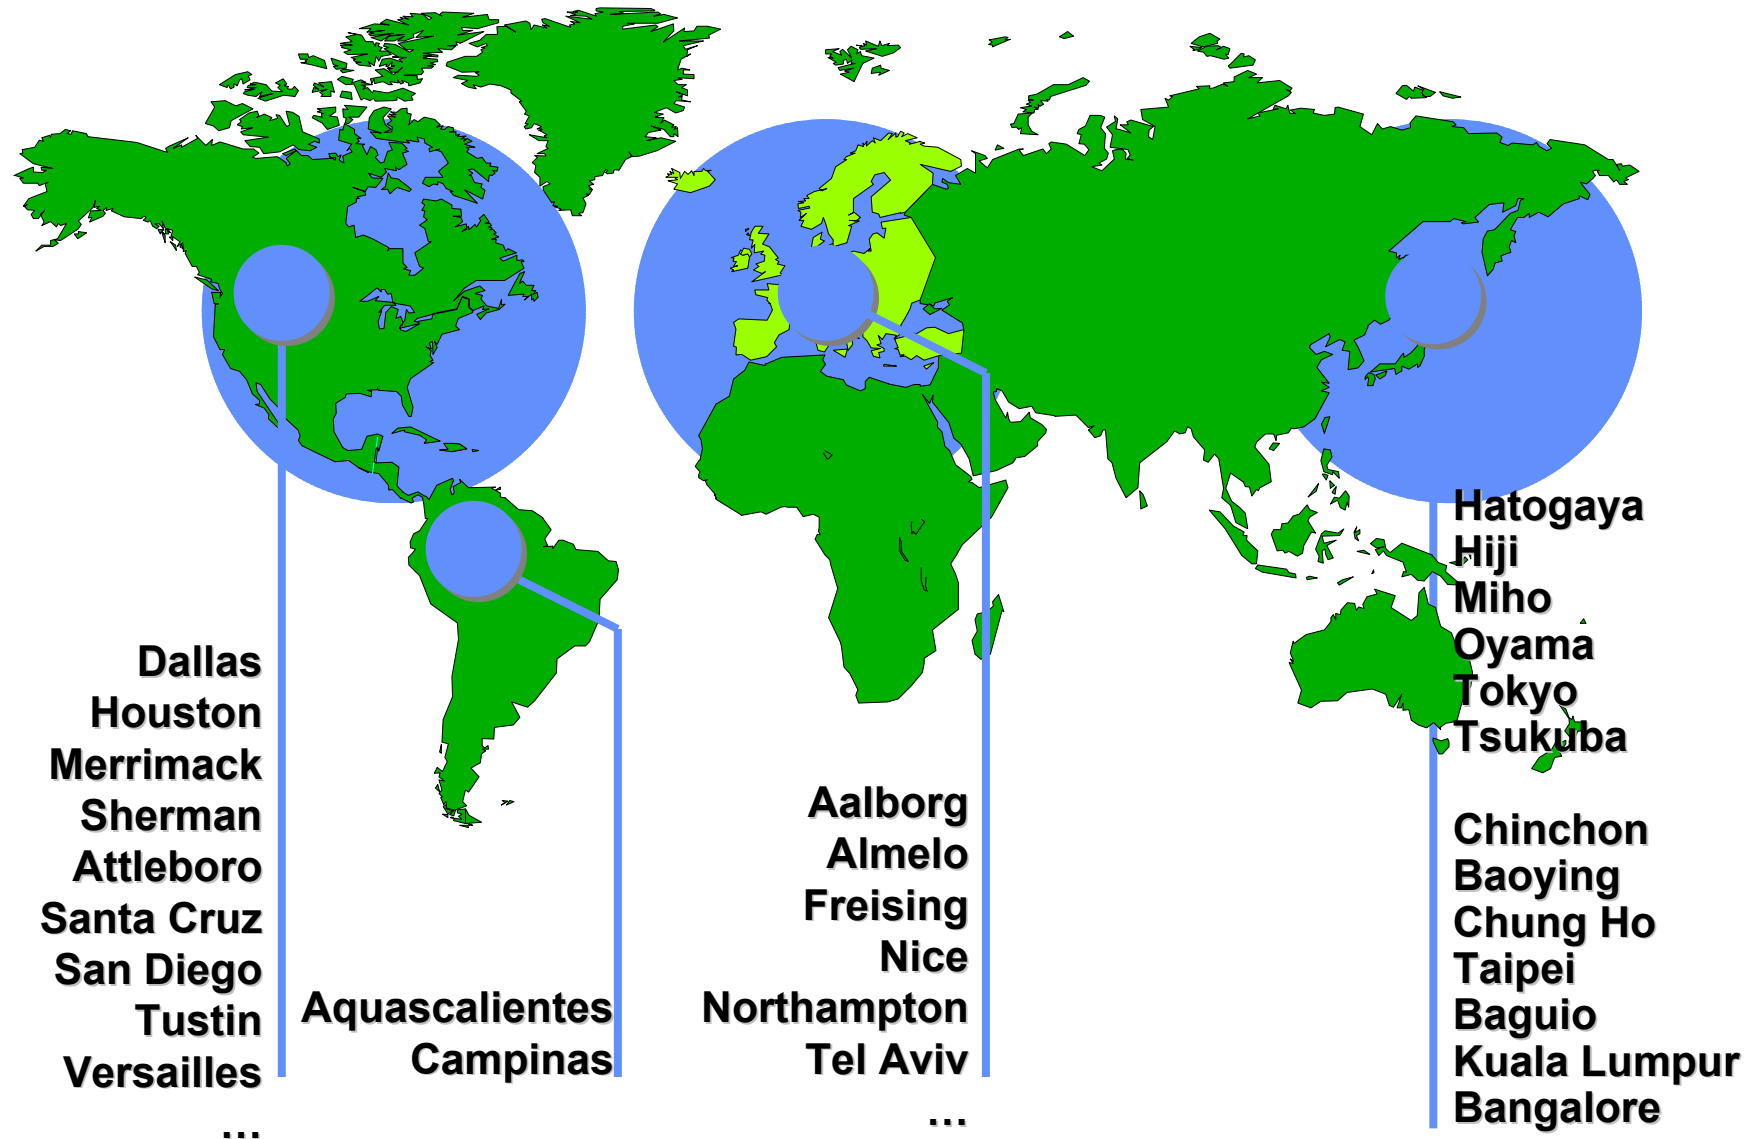 Dallas
Houston
Merrimack
Sherman
Attleboro
Santa Cruz
San Diego
Tustin
Versailles
...
Aquascalientes
Campinas
Aalborg
Almelo
Freising
Nice
Northampton
Tel Aviv
...
Hatogaya
Hiji
Miho
Oyama
Tokyo
Tsukuba
Chinchon
Baoying
Chung Ho
Taipei
Baguio
Kuala Lumpur
Bangalore